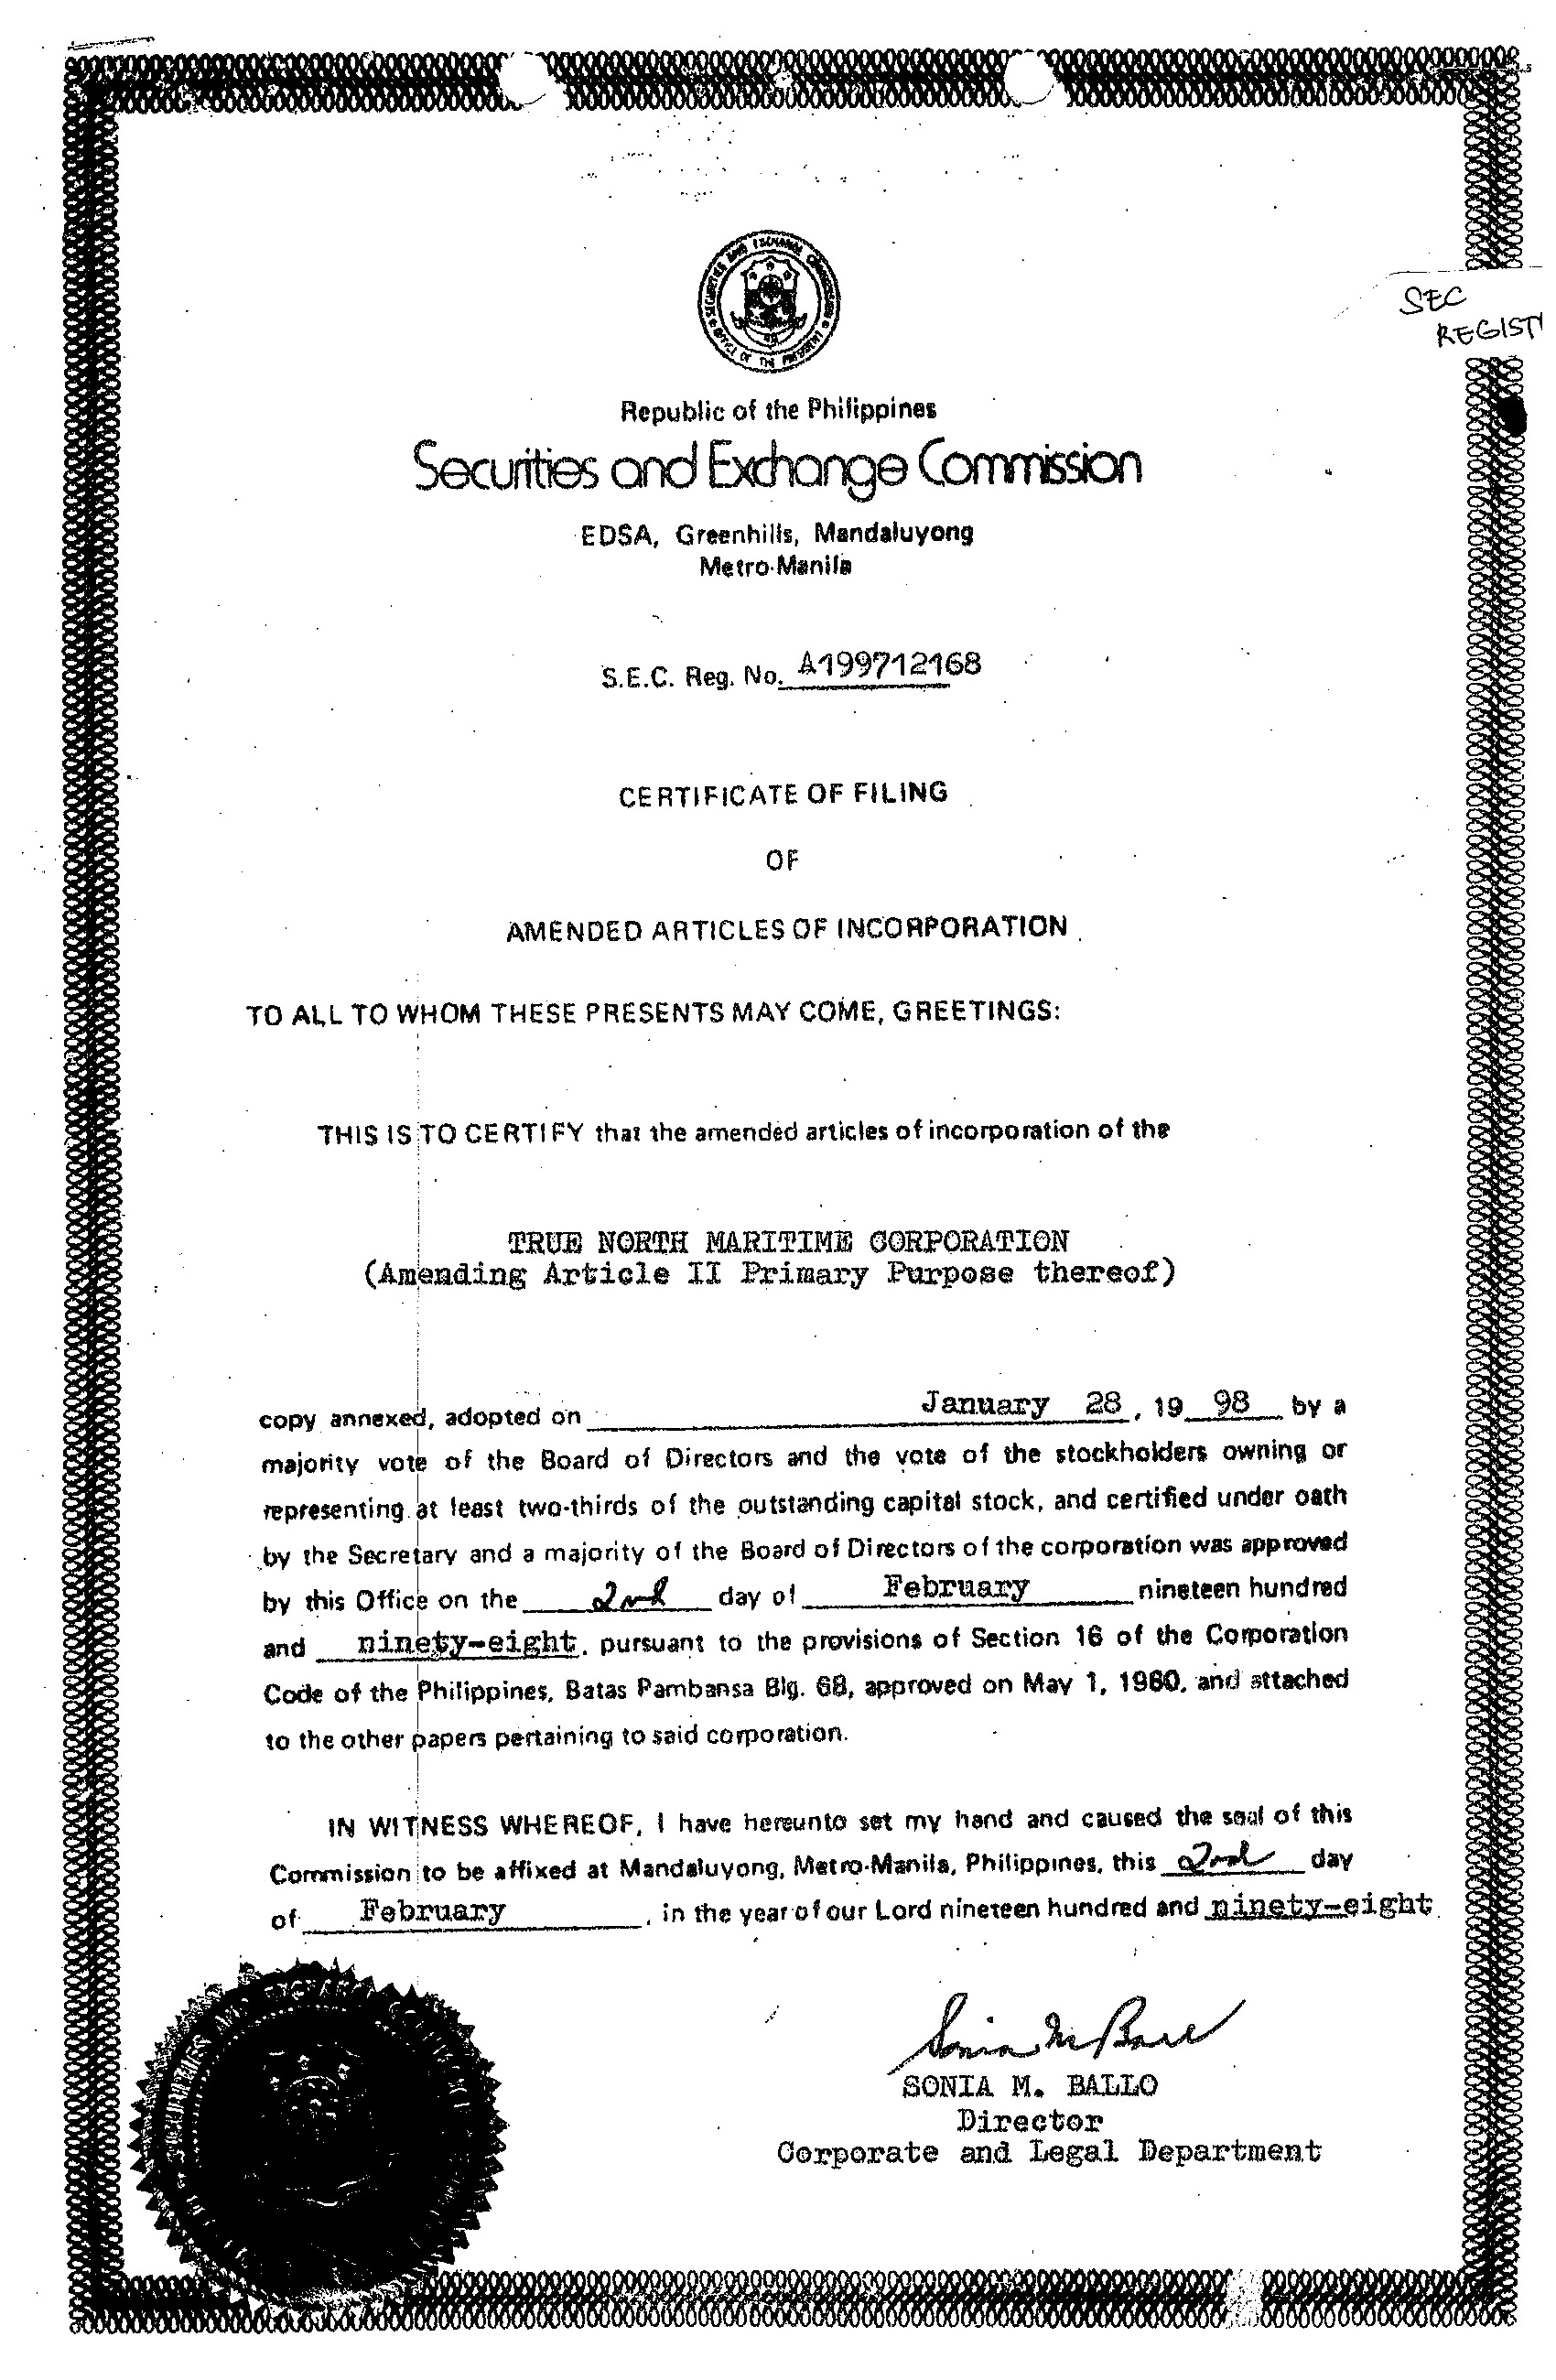 SECURITIES AND EXCHANGE COMMISSION
OFFICE OF THE PRESIDENT
SEC
REGIST
Republic of the Philippines
Securities and Exchange Commission
EDSA, Greenhills, Mandaluyong
Metro-Manila
S.E.C. Reg. No. A199712168
CERTIFICATE OF FILING
OF
AMENDED ARTICLES OF INCORPORATION
TO ALL TO WHOM THESE PRESENTS MAY COME, GREETINGS:
THIS IS TO CERTIFY that the amended articles of incorporation of the
TRUE NORTH MARITIME CORPORATION
(Amending Article II Primary Purpose thereof)
copy annexed, adopted on January 28, 19 98 by a
majority vote of the Board of Directors and the vote of the stockholders owning or
representing at least two-thirds of the outstanding capital stock, and certified under oath
by the Secretary and a majority of the Board of Directors of the corporation was approved
by this Office on the 2nd day of February nineteen hundred
and ninety-eight, pursuant to the provisions of Section 16 of the Corporation
Code of the Philippines, Batas Pambansa Blg. 68, approved on May 1, 1980, and attached
to the other papers pertaining to said corporation.
IN WITNESS WHEREOF, I have hereunto set my hand and caused the seal of this
Commission to be affixed at Mandaluyong, Metro-Manila, Philippines, this 2nd day
of February, in the year of our Lord nineteen hundred and ninety-eight
SONIA M. BALLO
Director
Corporate and Legal Department